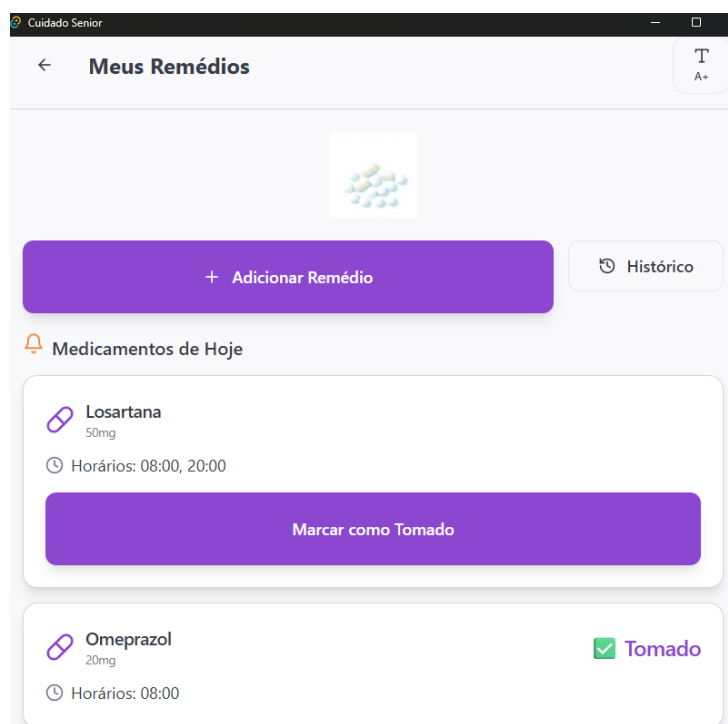 Cuidado Senior
Meus Remédios
T
A+
+ Adicionar Remédio
Histórico
Medicamentos de Hoje
Losartana
50mg
Horários: 08:00, 20:00
Marcar como Tomado
Omeprazol
20mg
Tomado
Horários: 08:00